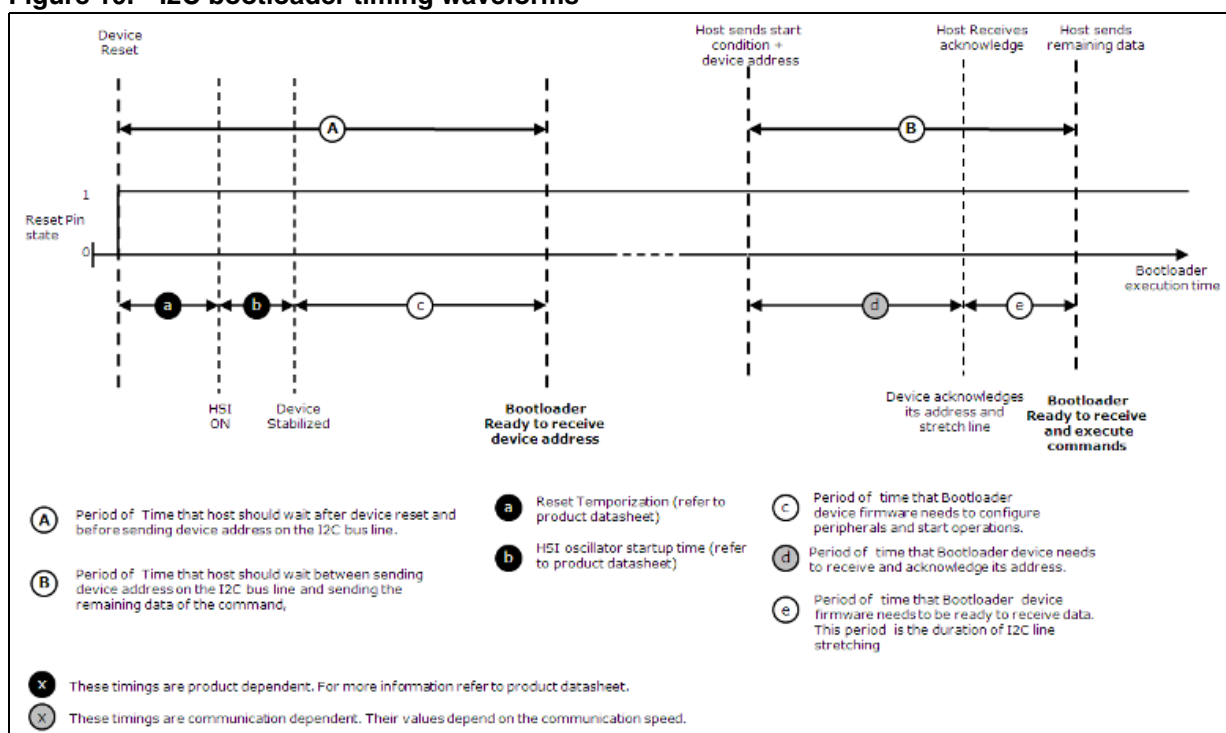 Figure 10. I2C bootloader timing waveforms
Device
Reset
Host sends start
condition +
device address
Host Receives
acknowledge
Host sends
remaining data
A
B
1
Reset Pin
state
0
Bootloader
execution time
a
b
c
d
e
HSI
ON
Device
Stabilized
Bootloader
Ready to receive
device address
Device acknowledges
its address and
stretch line
Bootloader
Ready to receive
and execute
commands
A Period of Time that host should wait after device reset and
before sending device address on the I2C bus line.
B Period of Time that host should wait between sending
device address on the I2C bus line and sending the
remaining data of the command,
a Reset Temporization (refer to
product datasheet)
b HSI oscillator startup time (refer
to product datasheet)
c Period of time that Bootloader
device firmware needs to configure
peripherals and start operations.
d Period of time that Bootloader device needs
to receive and acknowledge its address.
e Period of time that Bootloader device
firmware needs to be ready to receive data.
This period is the duration of I2C line
stretching
x These timings are product dependent. For more information refer to product datasheet.
x These timings are communication dependent. Their values depend on the communication speed.